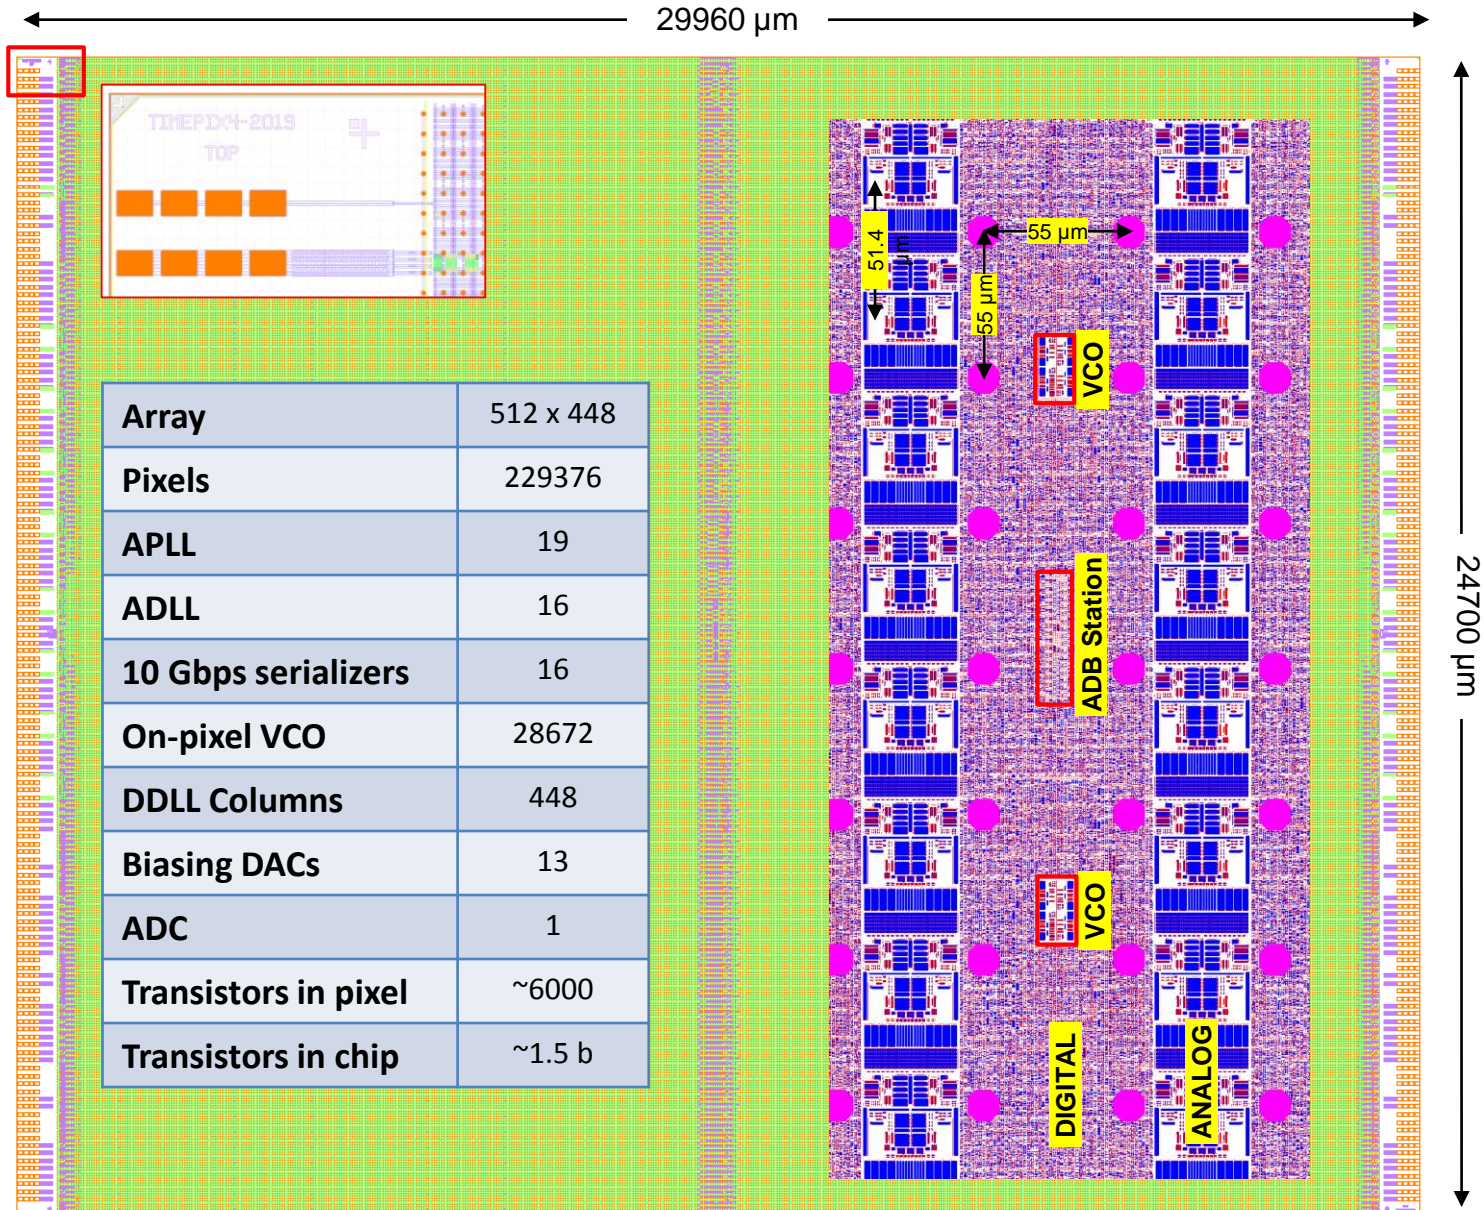 29960 µm
TIMEPIX4-2019
TOP
Array 512 x 448
Pixels 229376
APLL 19
ADLL 16
10 Gbps serializers 16
On-pixel VCO 28672
DDLL Columns 448
Biasing DACs 13
ADC 1
Transistors in pixel ~6000
Transistors in chip ~1.5 b
51.4
µm
55 µm
55 µm
VCO
ADB Station
VCO
DIGITAL
ANALOG
24700 µm